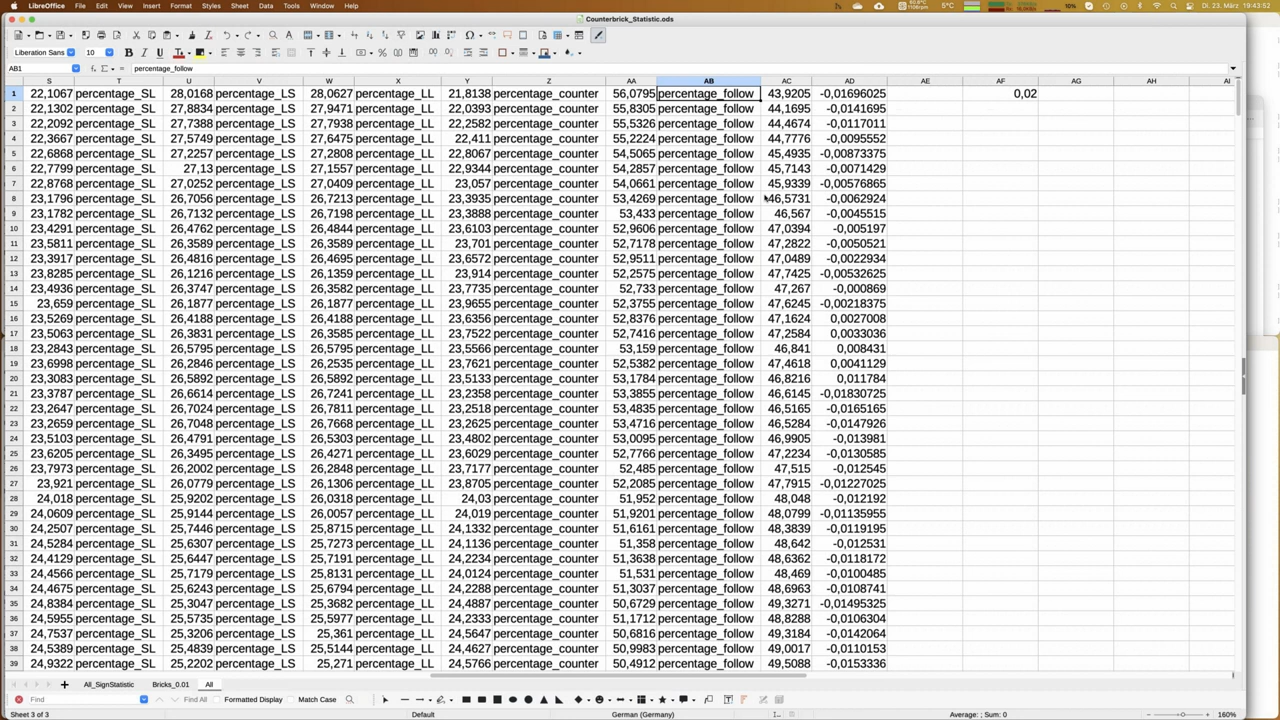 LibreOffice File Edit View Insert Format Styles Sheet Data Tools Window Help 5°C 10% Di. 23. März 19:43:52
Counterbrick_Statistic.ods
Liberation Sans 10
AB1 percentage_follow
S T U V W X Y Z AA AB AC AD AE AF AG AH AI
1 22,1067 percentage_SL 28,0168 percentage_LS 28,0627 percentage_LL 21,8138 percentage_counter 56,0795 percentage_follow 43,9205 -0,01696025 0,02
2 22,1302 percentage_SL 27,8834 percentage_LS 27,9471 percentage_LL 22,0393 percentage_counter 55,8305 percentage_follow 44,1695 -0,0141695
3 22,2092 percentage_SL 27,7388 percentage_LS 27,7938 percentage_LL 22,2582 percentage_counter 55,5326 percentage_follow 44,4674 -0,0117011
4 22,3667 percentage_SL 27,5749 percentage_LS 27,6475 percentage_LL 22,411 percentage_counter 55,2224 percentage_follow 44,7776 -0,0095552
5 22,6868 percentage_SL 27,2257 percentage_LS 27,2808 percentage_LL 22,8067 percentage_counter 54,5065 percentage_follow 45,4935 -0,00873375
6 22,7799 percentage_SL 27,13 percentage_LS 27,1557 percentage_LL 22,9344 percentage_counter 54,2857 percentage_follow 45,7143 -0,0071429
7 22,8768 percentage_SL 27,0252 percentage_LS 27,0409 percentage_LL 23,057 percentage_counter 54,0661 percentage_follow 45,9339 -0,00576865
8 23,1796 percentage_SL 26,7056 percentage_LS 26,7213 percentage_LL 23,3935 percentage_counter 53,4269 percentage_follow 46,5731 -0,0062924
9 23,1782 percentage_SL 26,7132 percentage_LS 26,7198 percentage_LL 23,3888 percentage_counter 53,433 percentage_follow 46,567 -0,0045515
10 23,4291 percentage_SL 26,4762 percentage_LS 26,4844 percentage_LL 23,6103 percentage_counter 52,9606 percentage_follow 47,0394 -0,005197
11 23,5811 percentage_SL 26,3589 percentage_LS 26,3589 percentage_LL 23,701 percentage_counter 52,7178 percentage_follow 47,2822 -0,0050521
12 23,3917 percentage_SL 26,4816 percentage_LS 26,4695 percentage_LL 23,6572 percentage_counter 52,9511 percentage_follow 47,0489 -0,0022934
13 23,8285 percentage_SL 26,1216 percentage_LS 26,1359 percentage_LL 23,914 percentage_counter 52,2575 percentage_follow 47,7425 -0,00532625
14 23,4936 percentage_SL 26,3747 percentage_LS 26,3582 percentage_LL 23,7735 percentage_counter 52,733 percentage_follow 47,267 -0,000869
15 23,659 percentage_SL 26,1877 percentage_LS 26,1877 percentage_LL 23,9655 percentage_counter 52,3755 percentage_follow 47,6245 -0,00218375
16 23,5269 percentage_SL 26,4188 percentage_LS 26,4188 percentage_LL 23,6356 percentage_counter 52,8376 percentage_follow 47,1624 0,0027008
17 23,5063 percentage_SL 26,3831 percentage_LS 26,3585 percentage_LL 23,7522 percentage_counter 52,7416 percentage_follow 47,2584 0,0033036
18 23,2843 percentage_SL 26,5795 percentage_LS 26,5795 percentage_LL 23,5566 percentage_counter 53,159 percentage_follow 46,841 0,008431
19 23,6998 percentage_SL 26,2846 percentage_LS 26,2535 percentage_LL 23,7621 percentage_counter 52,5382 percentage_follow 47,4618 0,0041129
20 23,3083 percentage_SL 26,5892 percentage_LS 26,5892 percentage_LL 23,5133 percentage_counter 53,1784 percentage_follow 46,8216 0,011784
21 23,3787 percentage_SL 26,6614 percentage_LS 26,7241 percentage_LL 23,2358 percentage_counter 53,3855 percentage_follow 46,6145 -0,01830725
22 23,2647 percentage_SL 26,7024 percentage_LS 26,7811 percentage_LL 23,2518 percentage_counter 53,4835 percentage_follow 46,5165 -0,0165165
23 23,2659 percentage_SL 26,7048 percentage_LS 26,7668 percentage_LL 23,2625 percentage_counter 53,4716 percentage_follow 46,5284 -0,0147926
24 23,5103 percentage_SL 26,4791 percentage_LS 26,5303 percentage_LL 23,4802 percentage_counter 53,0095 percentage_follow 46,9905 -0,013981
25 23,6205 percentage_SL 26,3495 percentage_LS 26,4271 percentage_LL 23,6029 percentage_counter 52,7766 percentage_follow 47,2234 -0,0130585
26 23,7973 percentage_SL 26,2002 percentage_LS 26,2848 percentage_LL 23,7177 percentage_counter 52,485 percentage_follow 47,515 -0,012545
27 23,921 percentage_SL 26,0779 percentage_LS 26,1306 percentage_LL 23,8705 percentage_counter 52,2085 percentage_follow 47,7915 -0,01227025
28 24,018 percentage_SL 25,9202 percentage_LS 26,0318 percentage_LL 24,03 percentage_counter 51,952 percentage_follow 48,048 -0,012192
29 24,0609 percentage_SL 25,9144 percentage_LS 26,0057 percentage_LL 24,019 percentage_counter 51,9201 percentage_follow 48,0799 -0,01135955
30 24,2507 percentage_SL 25,7446 percentage_LS 25,8715 percentage_LL 24,1332 percentage_counter 51,6161 percentage_follow 48,3839 -0,0119195
31 24,5284 percentage_SL 25,6307 percentage_LS 25,7273 percentage_LL 24,1136 percentage_counter 51,358 percentage_follow 48,642 -0,012531
32 24,4129 percentage_SL 25,6447 percentage_LS 25,7191 percentage_LL 24,2234 percentage_counter 51,3638 percentage_follow 48,6362 -0,0118172
33 24,4566 percentage_SL 25,7179 percentage_LS 25,8131 percentage_LL 24,0124 percentage_counter 51,531 percentage_follow 48,469 -0,0100485
34 24,4675 percentage_SL 25,6243 percentage_LS 25,6794 percentage_LL 24,2288 percentage_counter 51,3037 percentage_follow 48,6963 -0,0108741
35 24,8384 percentage_SL 25,3047 percentage_LS 25,3682 percentage_LL 24,4887 percentage_counter 50,6729 percentage_follow 49,3271 -0,01495325
36 24,5955 percentage_SL 25,5735 percentage_LS 25,5977 percentage_LL 24,2333 percentage_counter 51,1712 percentage_follow 48,8288 -0,0106304
37 24,7537 percentage_SL 25,3206 percentage_LS 25,361 percentage_LL 24,5647 percentage_counter 50,6816 percentage_follow 49,3184 -0,0142064
38 24,5389 percentage_SL 25,4839 percentage_LS 25,5144 percentage_LL 24,4627 percentage_counter 50,9983 percentage_follow 49,0017 -0,0110153
39 24,9322 percentage_SL 25,2202 percentage_LS 25,271 percentage_LL 24,5766 percentage_counter 50,4912 percentage_follow 49,5088 -0,0153336
All_SignStatistic Bricks_0.01 All
Find Find All Formatted Display Match Case
Sheet 3 of 3 Default German (Germany) Average: ; Sum: 0 160%